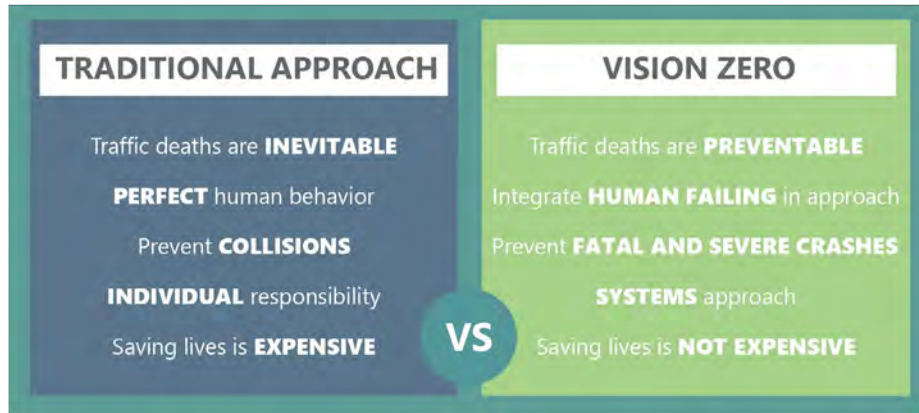 TRADITIONAL APPROACH
Traffic deaths are INEVITABLE
PERFECT human behavior
Prevent COLLISIONS
INDIVIDUAL responsibility
Saving lives is EXPENSIVE
VS
VISION ZERO
Traffic deaths are PREVENTABLE
Integrate HUMAN FAILING in approach
Prevent FATAL AND SEVERE CRASHES
SYSTEMS approach
Saving lives is NOT EXPENSIVE